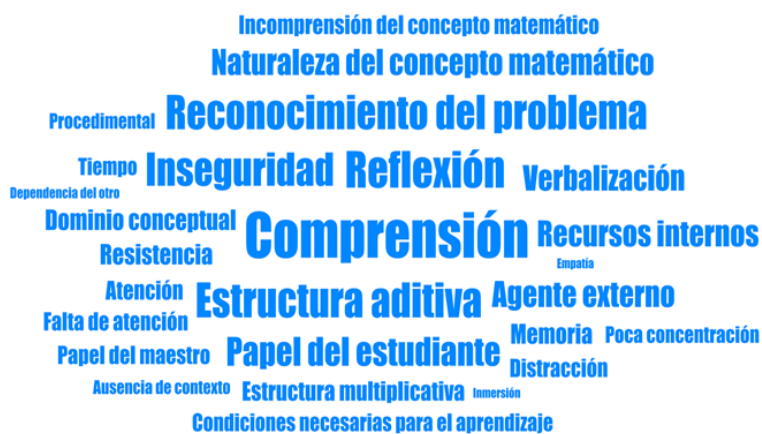 Incomprensión del concepto matemático
Naturaleza del concepto matemático
Procedimental Reconocimiento del problema
Tiempo Inseguridad Reflexión Verbalización
Dependencia del otro
Dominio conceptual Comprensión Recursos internos
Resistencia
Empatía
Atención Estructura aditiva Agente externo
Falta de atención
Memoria Poca concentración
Papel del maestro Papel del estudiante
Distracción
Ausencia de contexto Estructura multiplicativa Inmersión
Condiciones necesarias para el aprendizaje